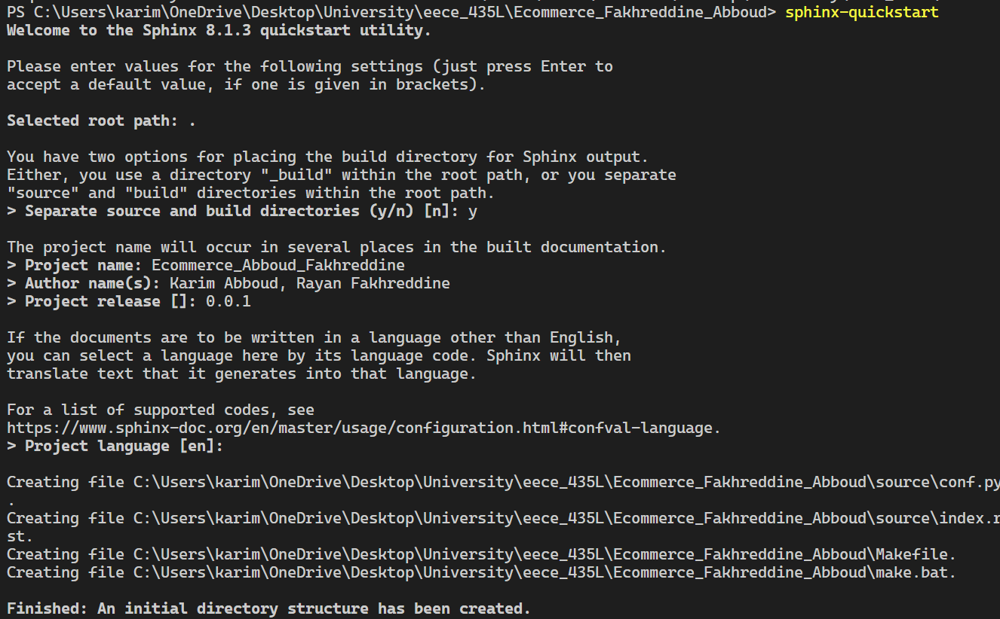 PS C:\Users\karim\OneDrive\Desktop\University\eece_435L\Ecommerce_Fakhreddine_Abboud> sphinx-quickstart
Welcome to the Sphinx 8.1.3 quickstart utility.
Please enter values for the following settings (just press Enter to
accept a default value, if one is given in brackets).
Selected root path: .
You have two options for placing the build directory for Sphinx output.
Either, you use a directory "_build" within the root path, or you separate
"source" and "build" directories within the root path.
> Separate source and build directories (y/n) [n]: y
The project name will occur in several places in the built documentation.
> Project name: Ecommerce_Abboud_Fakhreddine
> Author name(s): Karim Abboud, Rayan Fakhreddine
> Project release []: 0.0.1
If the documents are to be written in a language other than English,
you can select a language here by its language code. Sphinx will then
translate text that it generates into that language.
For a list of supported codes, see
https://www.sphinx-doc.org/en/master/usage/configuration.html#confval-language.
> Project language [en]:
Creating file C:\Users\karim\OneDrive\Desktop\University\eece_435L\Ecommerce_Fakhreddine_Abboud\source\conf.py
.
Creating file C:\Users\karim\OneDrive\Desktop\University\eece_435L\Ecommerce_Fakhreddine_Abboud\source\index.r
st.
Creating file C:\Users\karim\OneDrive\Desktop\University\eece_435L\Ecommerce_Fakhreddine_Abboud\Makefile.
Creating file C:\Users\karim\OneDrive\Desktop\University\eece_435L\Ecommerce_Fakhreddine_Abboud\make.bat.
Finished: An initial directory structure has been created.